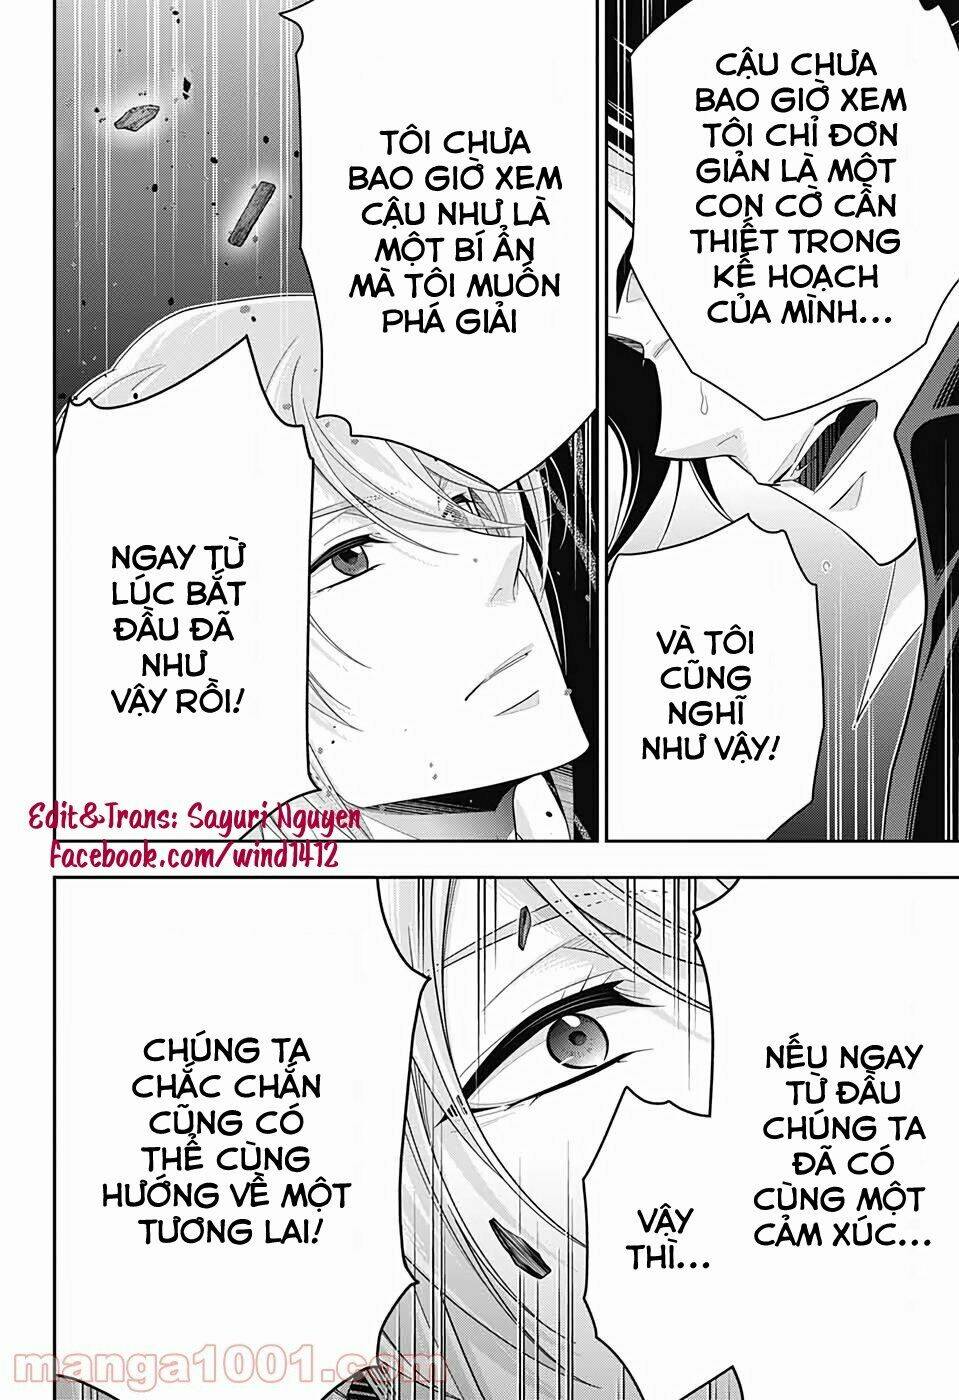 CẬU CHƯA
BAO GIỜ XEM
TÔI CHỈ ĐƠN
GIẢN LÀ MỘT
CON CỜ CẦN
THIẾT TRONG
KẾ HOẠCH
CỦA MÌNH...
VÀ TÔI
CŨNG
NGHĨ
NHƯ VẬY!
TÔI CHƯA
BAO GIỜ XEM
CẬU NHƯ LÀ
MỘT BÍ ẨN
MÀ TÔI MUỐN
PHÁ GIẢI
NGAY TỪ
LÚC BẮT
ĐẦU ĐÃ
NHƯ
VẬY RỒI!
Edit&Trans: Sayuri Nguyen
Facebook.com/wind1412
NẾU NGAY
TỪ ĐẦU
CHÚNG TA
ĐÃ CÓ
CÙNG MỘT
CẢM XÚC...
VẬY
THÌ...
CHÚNG TA
CHẮC CHẮN
CŨNG CÓ
THỂ CÙNG
HƯỚNG VỀ MỘT
TƯƠNG LAI!
manga1001.com